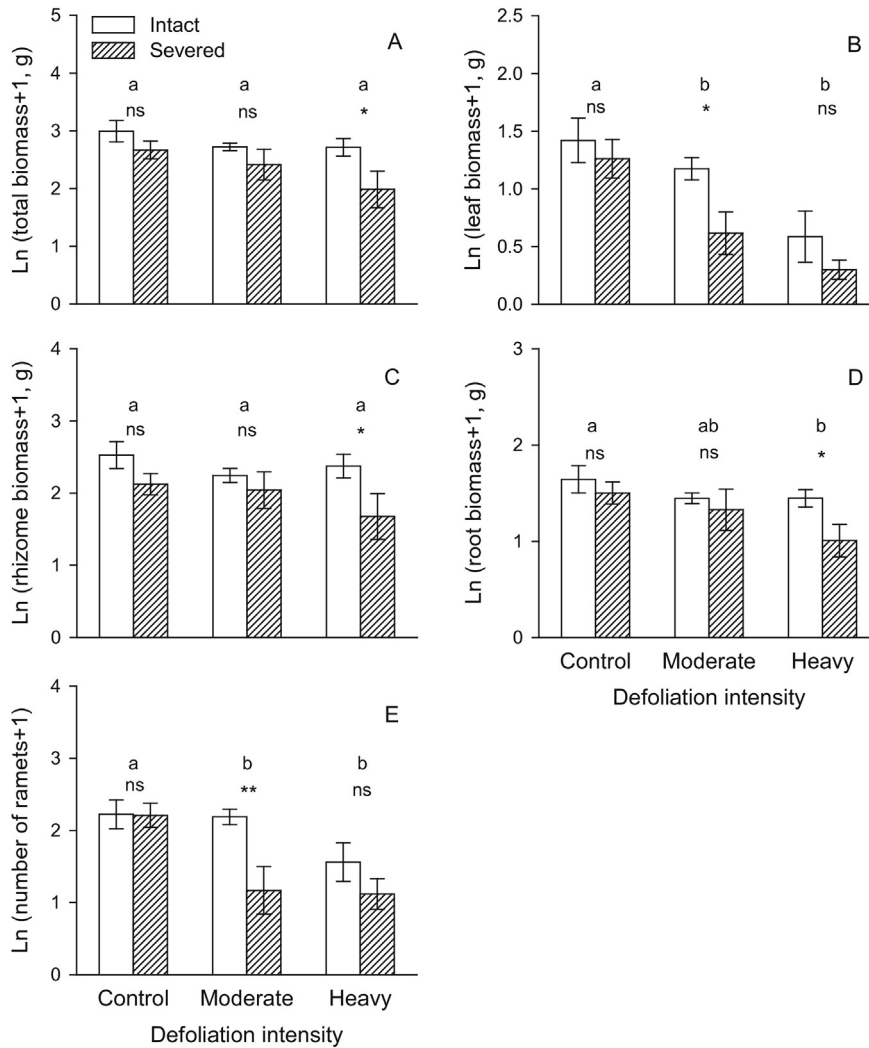 Intact
Severed
A
Ln (total biomass+1, g)
5
4
3
2
1
0
a
ns
a
ns
a
*
B
Ln (leaf biomass+1, g)
2.5
2.0
1.5
1.0
0.5
0.0
a
ns
b
*
b
ns
C
Ln (rhizome biomass+1, g)
4
3
2
1
0
a
ns
a
ns
a
*
D
Ln (root biomass+1, g)
3
2
1
0
a
ns
ab
ns
b
*
Control Moderate Heavy
Defoliation intensity
E
Ln (number of ramets+1)
4
3
2
1
0
a
ns
b
**
b
ns
Control Moderate Heavy
Defoliation intensity